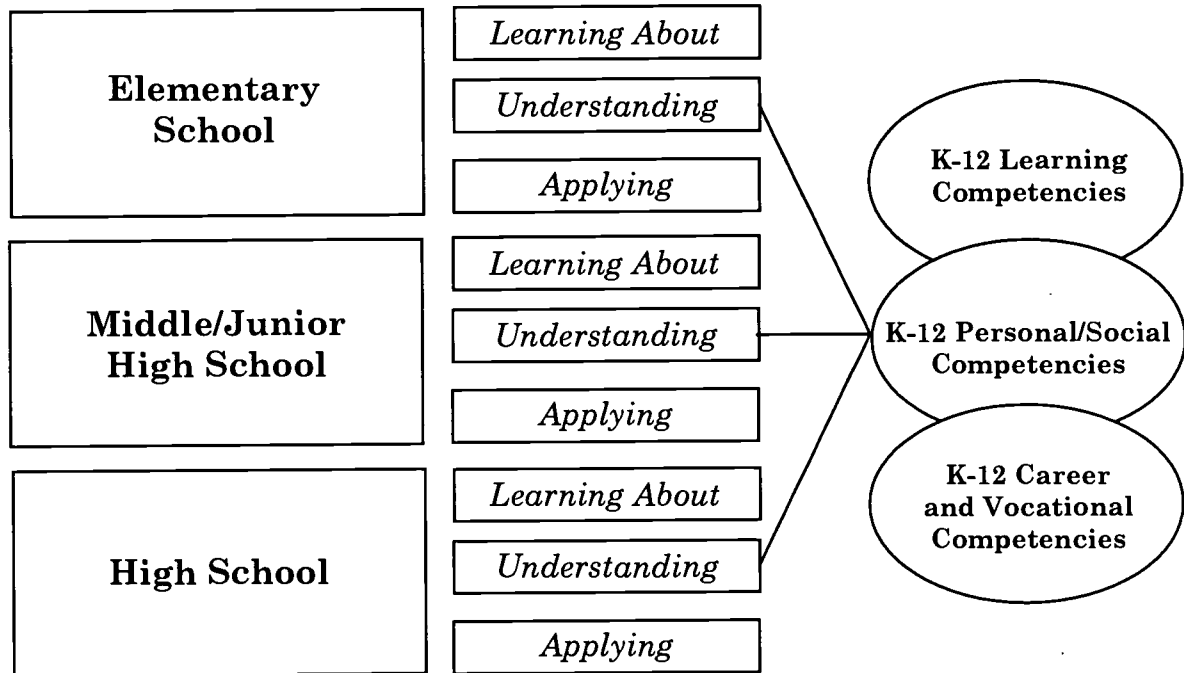 Elementary
School
Learning About
Understanding
Applying
Middle/Junior
High School
Learning About
Understanding
Applying
High School
Learning About
Understanding
Applying
K-12 Learning
Competencies
K-12 Personal/Social
Competencies
K-12 Career
and Vocational
Competencies